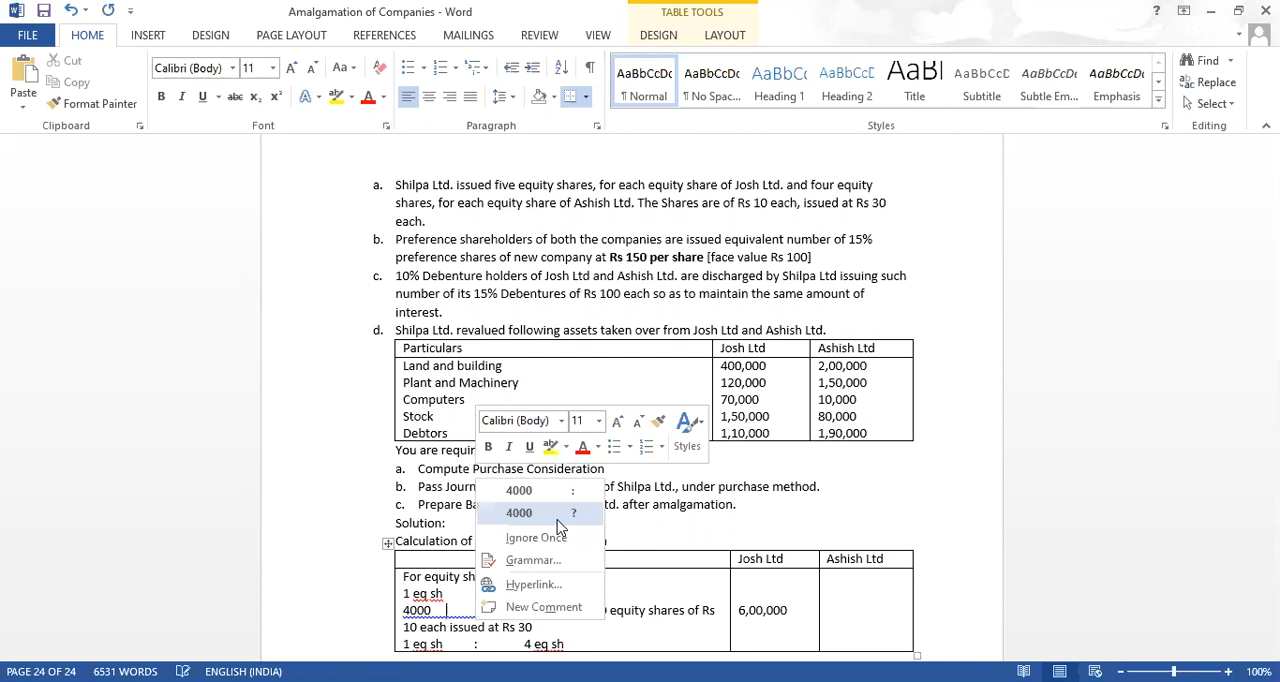 Amalgamation of Companies - Word
TABLE TOOLS
FILE HOME INSERT DESIGN PAGE LAYOUT REFERENCES MAILINGS REVIEW VIEW DESIGN LAYOUT
Paste
Cut
Copy
Format Painter
Clipboard
Calibri (Body) 11
Font
Paragraph
AaBbCcDc AaBbCcDc AaBbCc AaBbCcC AaBl AaBbCcD AaBbCcDc AaBbCcDc
¶ Normal ¶ No Spac... Heading 1 Heading 2 Title Subtitle Subtle Em... Emphasis
Styles
Find
Replace
Select
Editing
a. Shilpa Ltd. issued five equity shares, for each equity share of Josh Ltd. and four equity
shares, for each equity share of Ashish Ltd. The Shares are of Rs 10 each, issued at Rs 30
each.
b. Preference shareholders of both the companies are issued equivalent number of 15%
preference shares of new company at Rs 150 per share [face value Rs 100]
c. 10% Debenture holders of Josh Ltd and Ashish Ltd. are discharged by Shilpa Ltd issuing such
number of its 15% Debentures of Rs 100 each so as to maintain the same amount of
interest.
d. Shilpa Ltd. revalued following assets taken over from Josh Ltd and Ashish Ltd.
Particulars Josh Ltd Ashish Ltd
Land and building 400,000 2,00,000
Plant and Machinery 120,000 1,50,000
Computers 70,000 10,000
Stock 1,50,000 80,000
Debtors 1,10,000 1,90,000
Calibri (Body) 11
Styles
You are requir
a. Compute Purchase Consideration
b. Pass Journ of Shilpa Ltd., under purchase method.
c. Prepare Ba td. after amalgamation.
Solution:
Calculation of
4000 :
4000 ?
Ignore Once
Grammar...
Hyperlink...
New Comment
Josh Ltd Ashish Ltd
For equity sh
1 eq sh
4000 equity shares of Rs 6,00,000
10 each issued at Rs 30
1 eq sh : 4 eq sh
PAGE 24 OF 24 6531 WORDS ENGLISH (INDIA) 100%